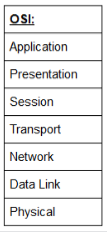 OSI:
Application
Presentation
Session
Transport
Network
Data Link
Physical